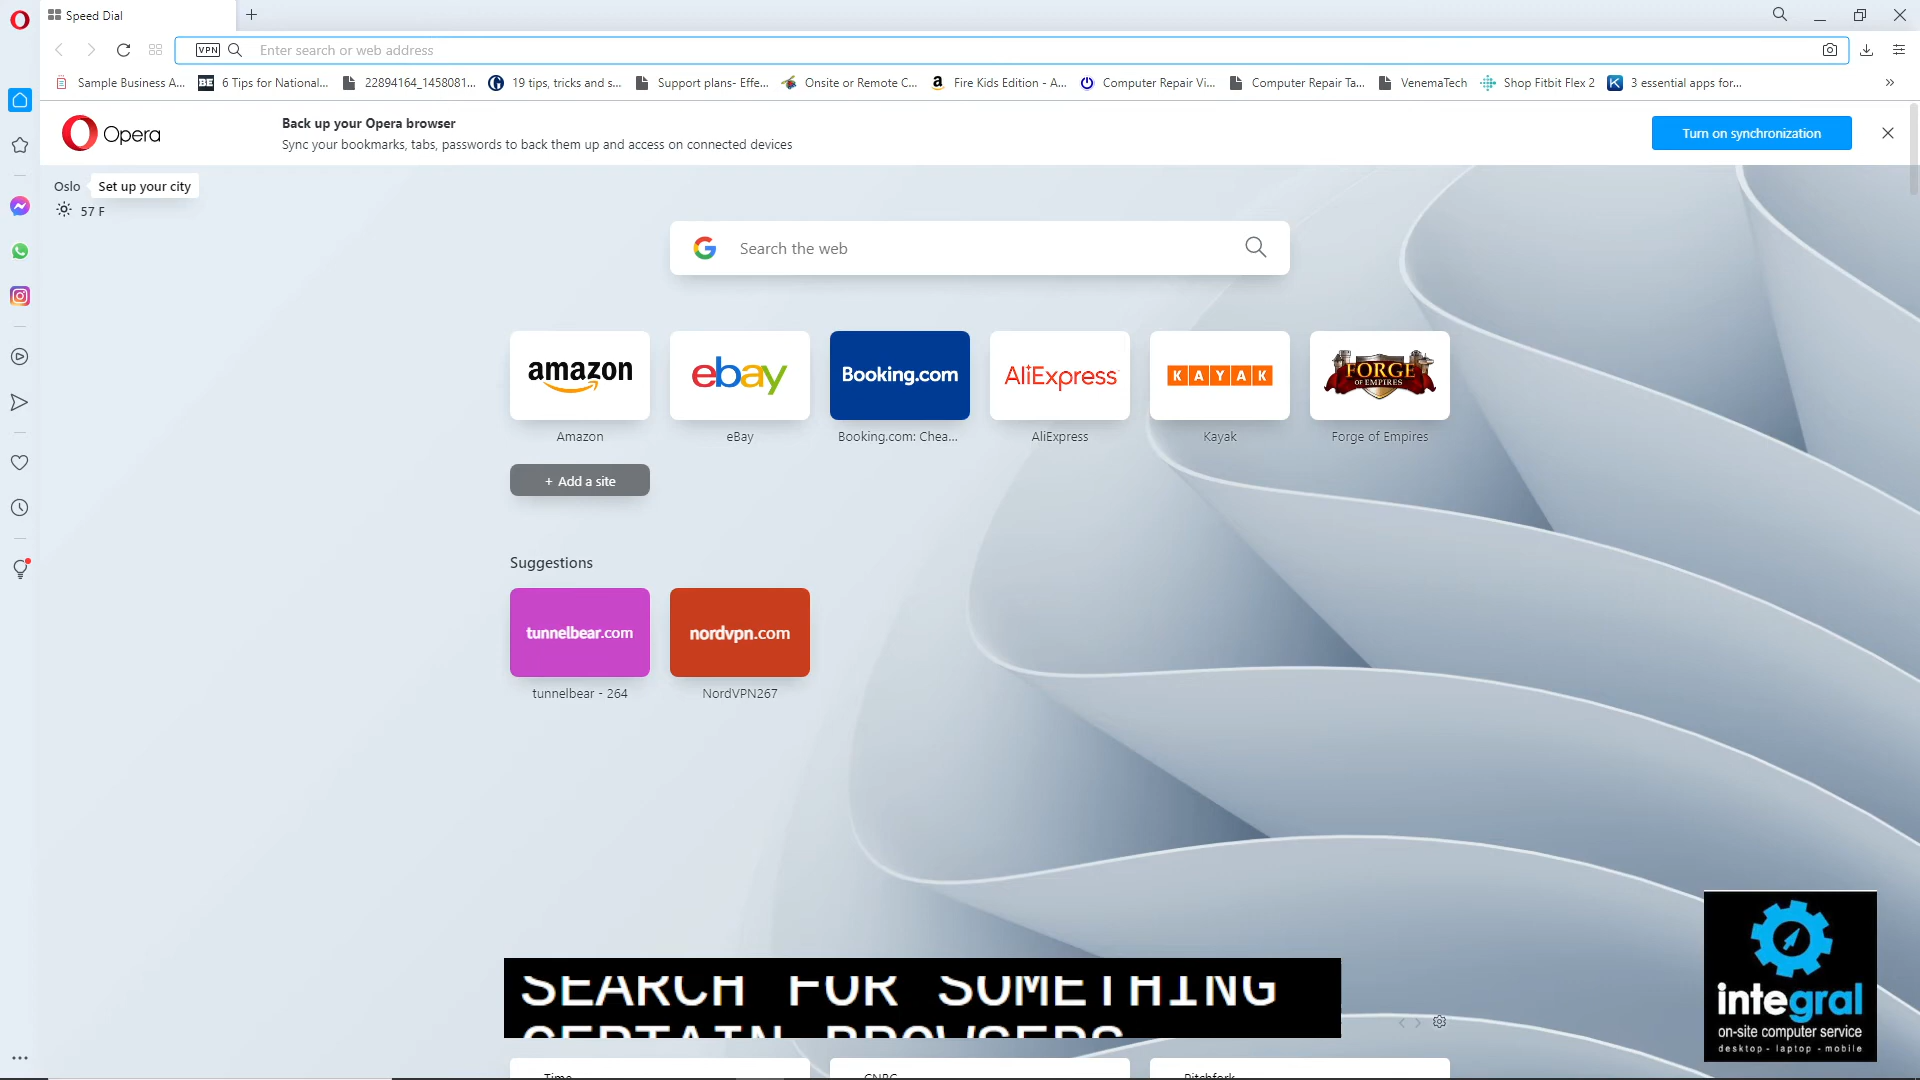 Speed Dial
VPN
Enter search or web address
Sample Business A...
BE
6 Tips for National...
22894164_1458081...
19 tips, tricks and s...
Support plans- Effe...
Onsite or Remote C...
a
Fire Kids Edition - A...
Computer Repair Vi...
Computer Repair Ta...
VenemaTech
Shop Fitbit Flex 2
K
3 essential apps for...
Opera
Back up your Opera browser
Sync your bookmarks, tabs, passwords to back them up and access on connected devices
Turn on synchronization
Oslo
Set up your city
57 F
Search the web
amazon
ebay
Booking.com
AliExpress
KAYAK
FORGE
OF EMPIRES
Amazon
eBay
Booking.com: Chea...
AliExpress
Kayak
Forge of Empires
+ Add a site
Suggestions
tunnelbear.com
nordvpn.com
tunnelbear - 264
NordVPN267
SEARCH FOR SOMETHING
CERTAIN BROWSERS
integral
on-site computer service
desktop - laptop - mobile
Time
CNBC
Pitchfork